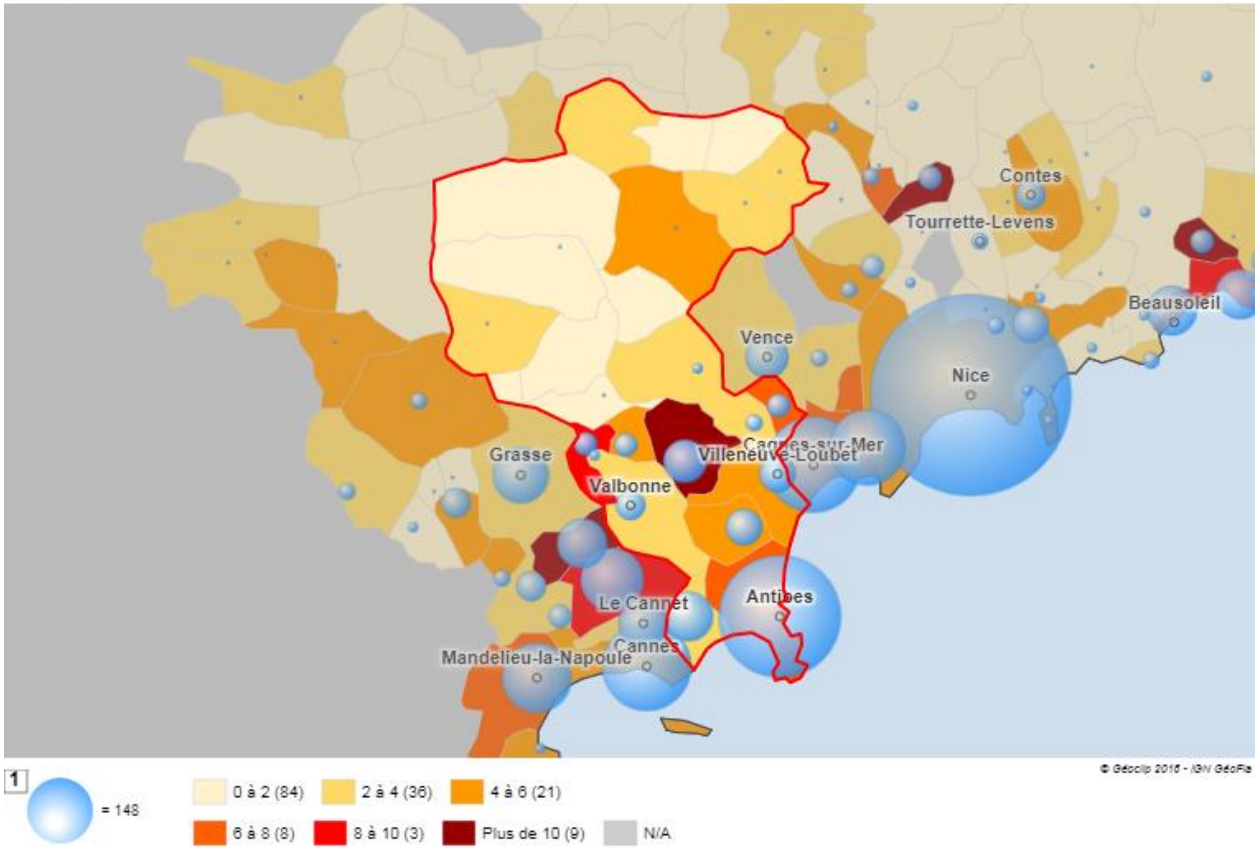 Contes
Tourrette-Levens
Beausoleil
Vence
Nice
Cagnes-sur-Mer
Villeneuve-Loubet
Grasse
Valbonne
Le Cannet
Antibes
Cannes
Mandelieu-la-Napoule
© Géoclip 2016 - IGN GéoFla
1
= 148
0 à 2 (84) 2 à 4 (36) 4 à 6 (21)
6 à 8 (8) 8 à 10 (3) Plus de 10 (9) N/A